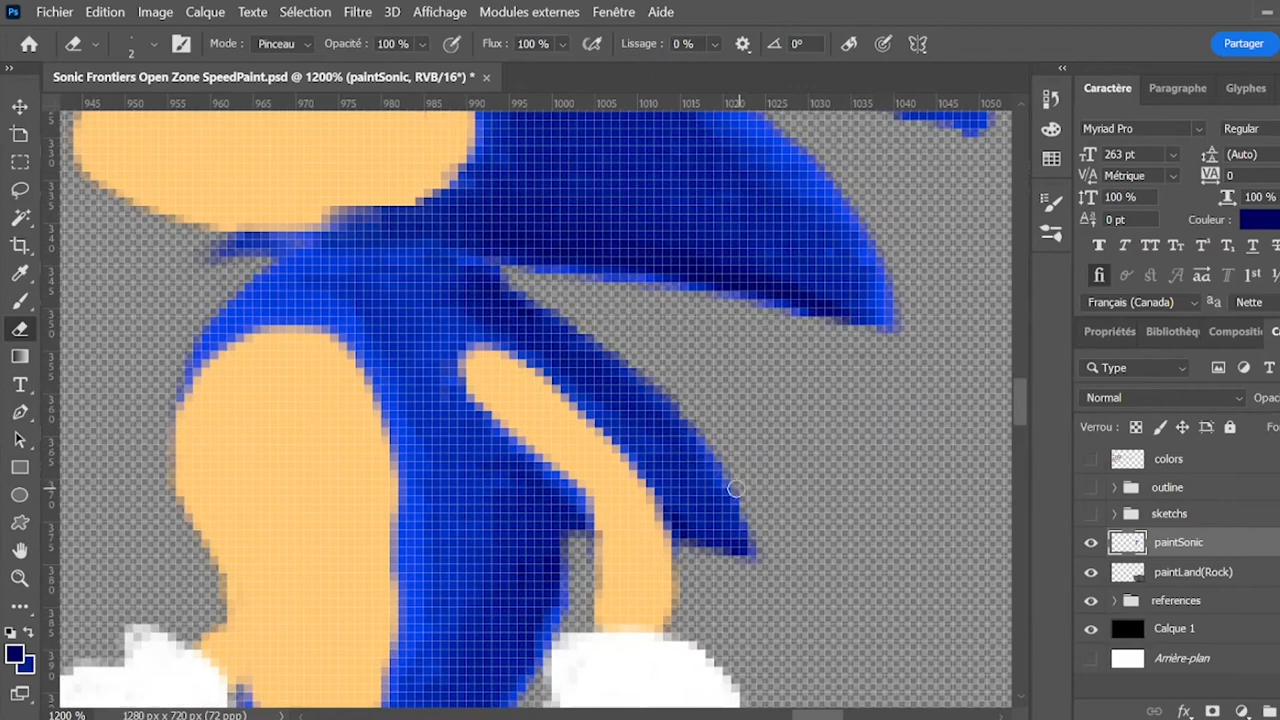 Ps Fichier Edition Image Calque Texte Sélection Filtre 3D Affichage Modules externes Fenêtre Aide
2 Mode : Pinceau Opacité : 100 % Flux : 100 % Lissage : 0 % 0° Partager
Sonic Frontiers Open Zone SpeedPaint.psd @ 1200% (paintSonic, RVB/16*) * ×
945 950 955 960 965 970 975 980 985 990 995 1000 1005 1010 1015 1020 1025 1030 1035 1040 1045 1050
Caractère Paragraphe Glyphes
Myriad Pro Regular
263 pt (Auto)
Métrique 0
100 % 100 %
0 pt Couleur :
Français (Canada) Nette
Propriétés
Type
Normal
Verrou :
colors
outline
sketchs
paintSonic
paintLand(Rock)
references
Calque 1
Arrière-plan
1200 % 1280 px x 720 px (72 ppp)